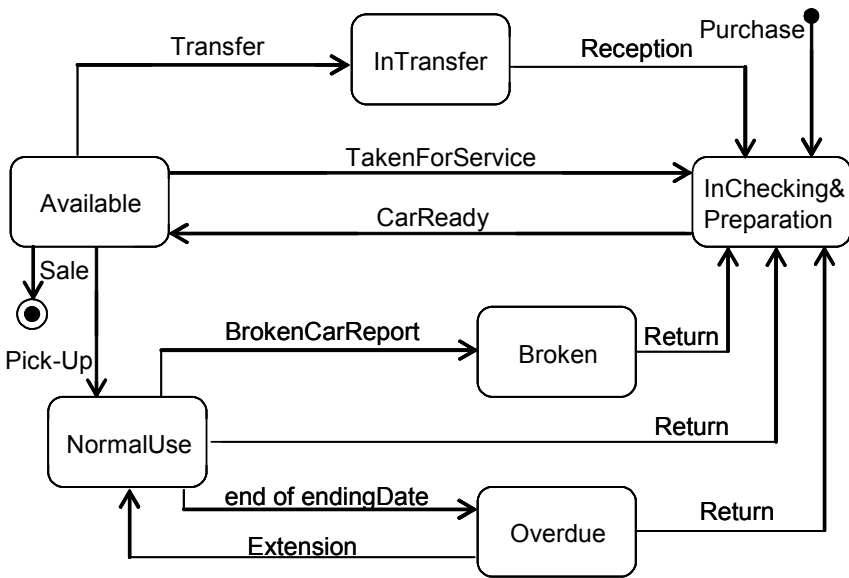 Purchase
Transfer
InTransfer
Reception
TakenForService
Available
InChecking&
Preparation
CarReady
Sale
BrokenCarReport
Broken
Return
Pick-Up
NormalUse
Return
end of endingDate
Overdue
Return
Extension